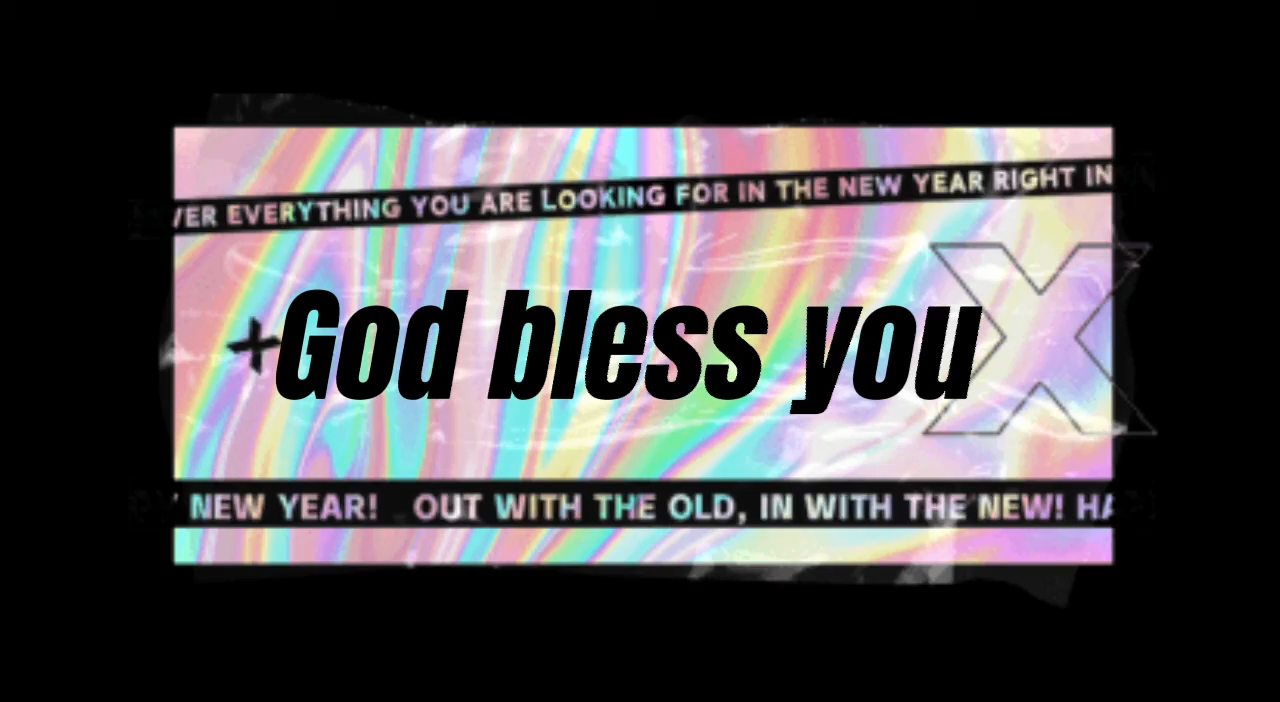 EVERYTHING YOU ARE LOOKING FOR IN THE NEW YEAR RIGHT IN
God bless you
X
NEW YEAR! OUT WITH THE OLD, IN WITH THE NEW!